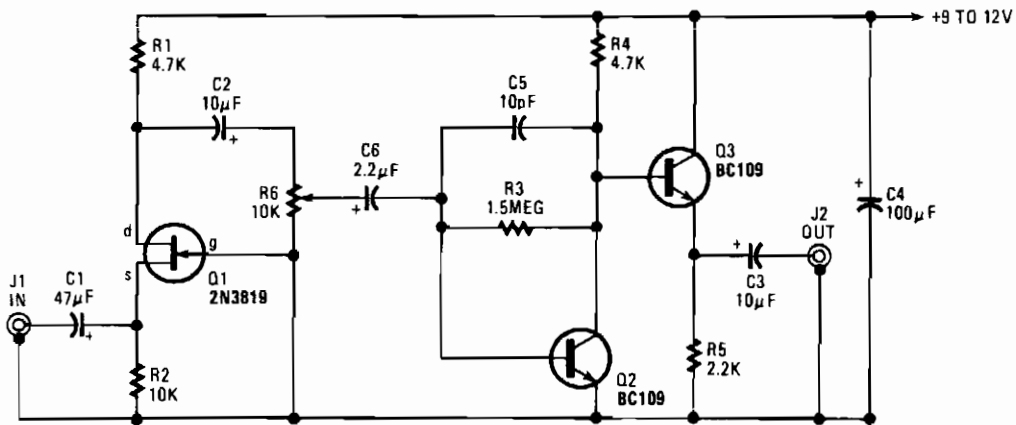 +9 TO 12V
R1
4.7K
C2
10µF
+
R4
4.7K
C5
10pF
C6
2.2µF
+
R6
10K
R3
1.5MEG
Q3
BC109
+
C4
100µF
J2
OUT
d
g
s
Q1
2N3819
J1
IN
C1
47µF
+
+
C3
10µF
R2
10K
Q2
BC109
R5
2.2K